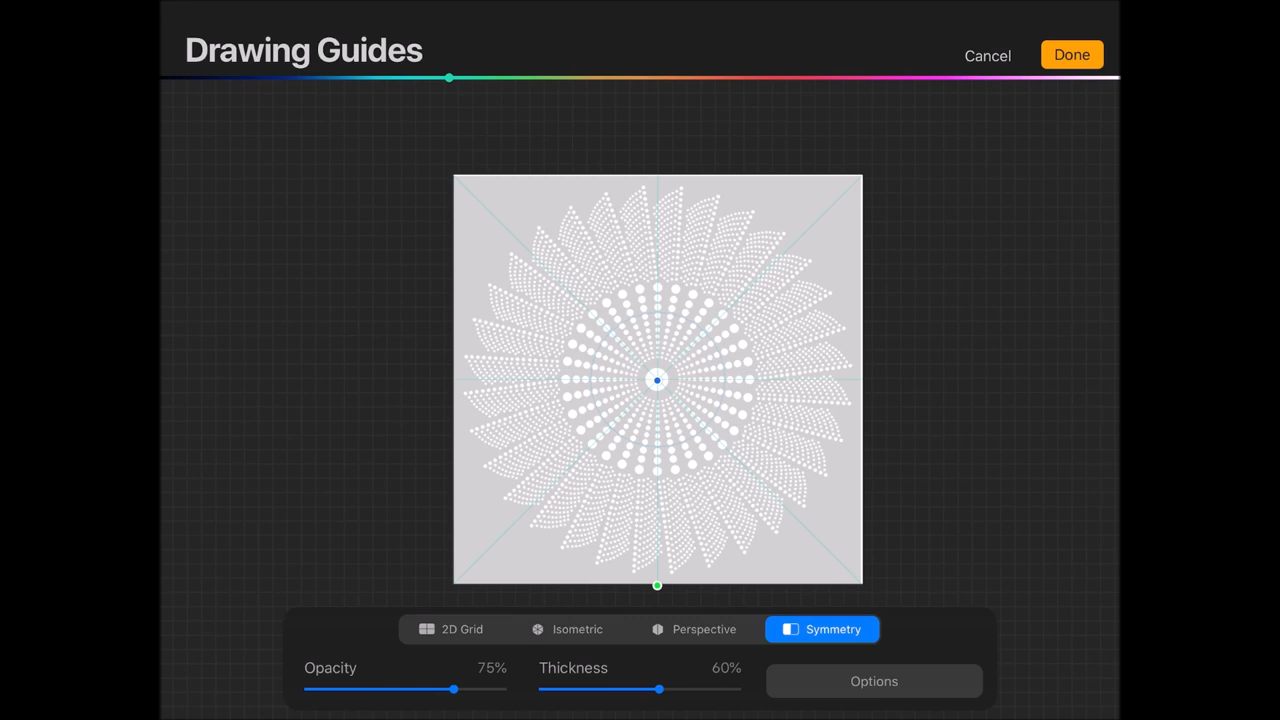 Drawing Guides
Cancel
Done
2D Grid
Isometric
Perspective
Symmetry
Opacity
75%
Thickness
60%
Options